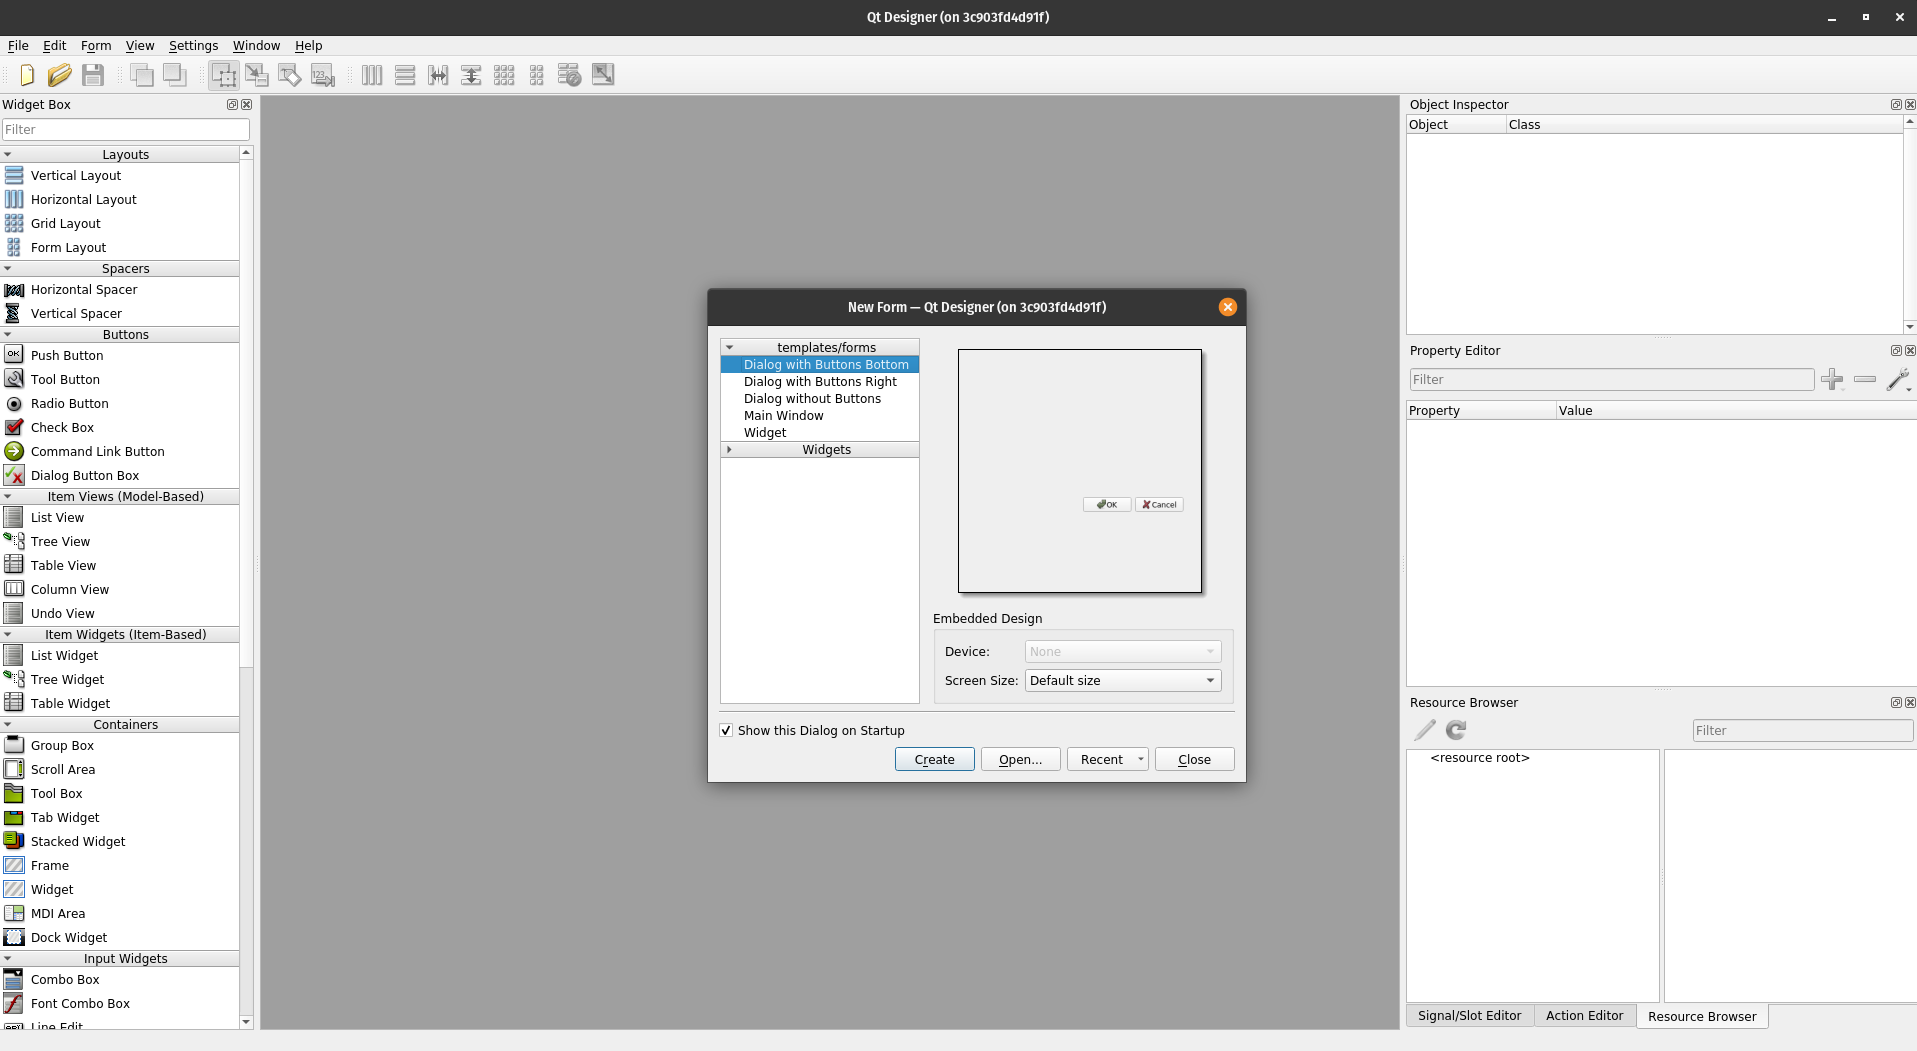 Qt Designer (on 3c903fd4d91f)
File Edit Form View Settings Window Help
Widget Box
Filter
Layouts
Vertical Layout
Horizontal Layout
Grid Layout
Form Layout
Spacers
Horizontal Spacer
Vertical Spacer
Buttons
OK Push Button
Tool Button
Radio Button
Check Box
Command Link Button
Dialog Button Box
Item Views (Model-Based)
List View
Tree View
Table View
Column View
Undo View
Item Widgets (Item-Based)
List Widget
Tree Widget
Table Widget
Containers
Group Box
Scroll Area
Tool Box
Tab Widget
Stacked Widget
Frame
Widget
MDI Area
Dock Widget
Input Widgets
Combo Box
Font Combo Box
Line Edit
New Form — Qt Designer (on 3c903fd4d91f)
templates/forms
Dialog with Buttons Bottom
Dialog with Buttons Right
Dialog without Buttons
Main Window
Widget
Widgets
OK Cancel
Embedded Design
Device: None
Screen Size: Default size
Show this Dialog on Startup
Create Open... Recent Close
Object Inspector
Object Class
Property Editor
Filter
Property Value
Resource Browser
Filter
<resource root>
Signal/Slot Editor Action Editor Resource Browser